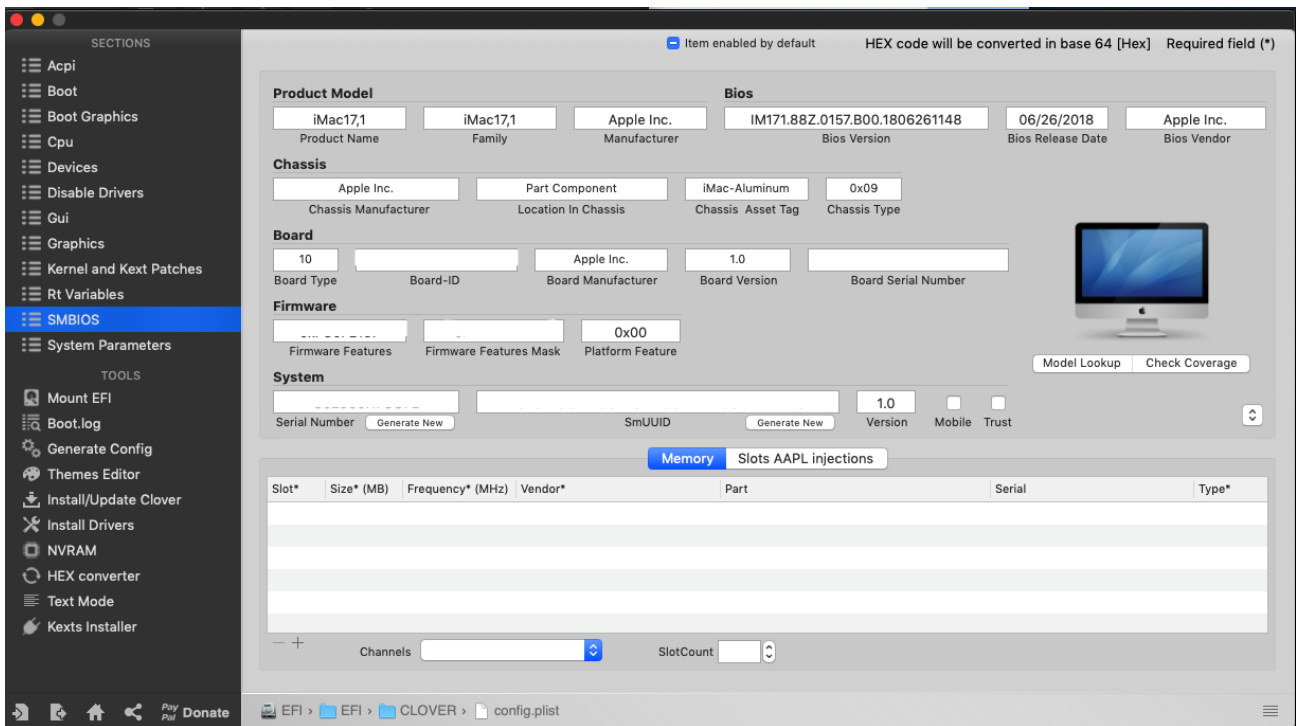 SECTIONS
Acpi
Boot
Boot Graphics
Cpu
Devices
Disable Drivers
Gui
Graphics
Kernel and Kext Patches
Rt Variables
SMBIOS
System Parameters
TOOLS
Mount EFI
Boot.log
Generate Config
Themes Editor
Install/Update Clover
Install Drivers
NVRAM
HEX converter
Text Mode
Kexts Installer
Pay Pal Donate
Item enabled by default HEX code will be converted in base 64 [Hex] Required field (*)
Product Model Bios
iMac17,1 iMac17,1 Apple Inc. IM171.88Z.0157.B00.1806261148 06/26/2018 Apple Inc.
Product Name Family Manufacturer Bios Version Bios Release Date Bios Vendor
Chassis
Apple Inc. Part Component iMac-Aluminum 0x09
Chassis Manufacturer Location In Chassis Chassis Asset Tag Chassis Type
Board
10 Apple Inc. 1.0
Board Type Board-ID Board Manufacturer Board Version Board Serial Number
Firmware
0x00
Firmware Features Firmware Features Mask Platform Feature
Model Lookup Check Coverage
System
1.0
Serial Number Generate New SmUUID Generate New Version Mobile Trust
Memory Slots AAPL injections
Slot* Size* (MB) Frequency* (MHz) Vendor* Part Serial Type*
Channels SlotCount
EFI › EFI › CLOVER › config.plist